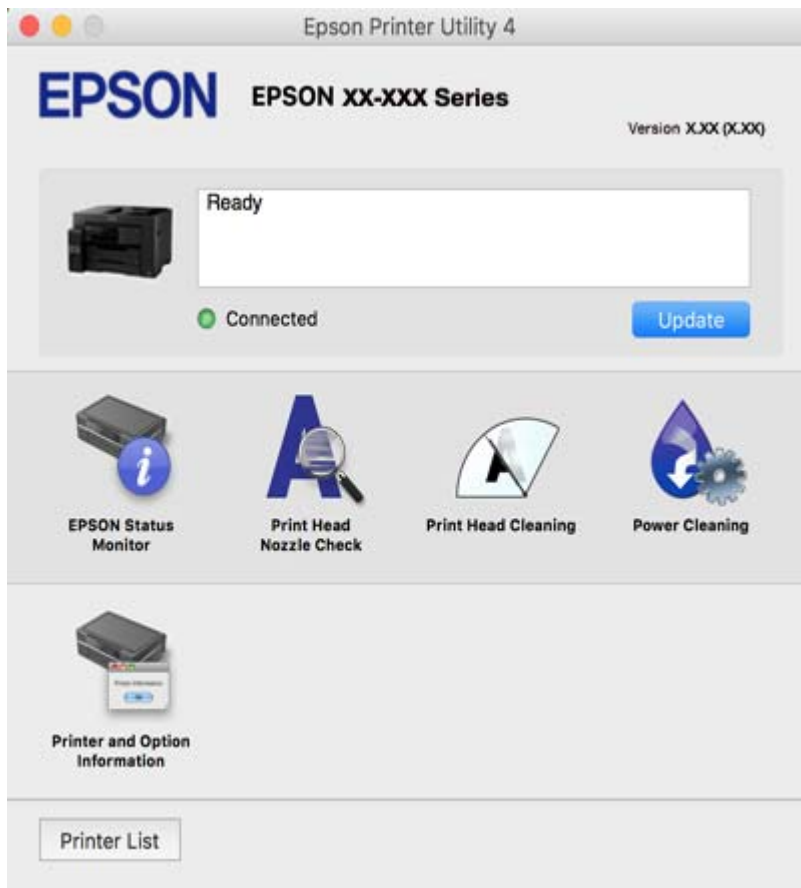 Epson Printer Utility 4
EPSON
EPSON XX-XXX Series
Version X.XX (X.XX)
Ready
Connected
Update
EPSON Status
Monitor
Print Head
Nozzle Check
Print Head Cleaning
Power Cleaning
Printer and Option
Information
Printer List